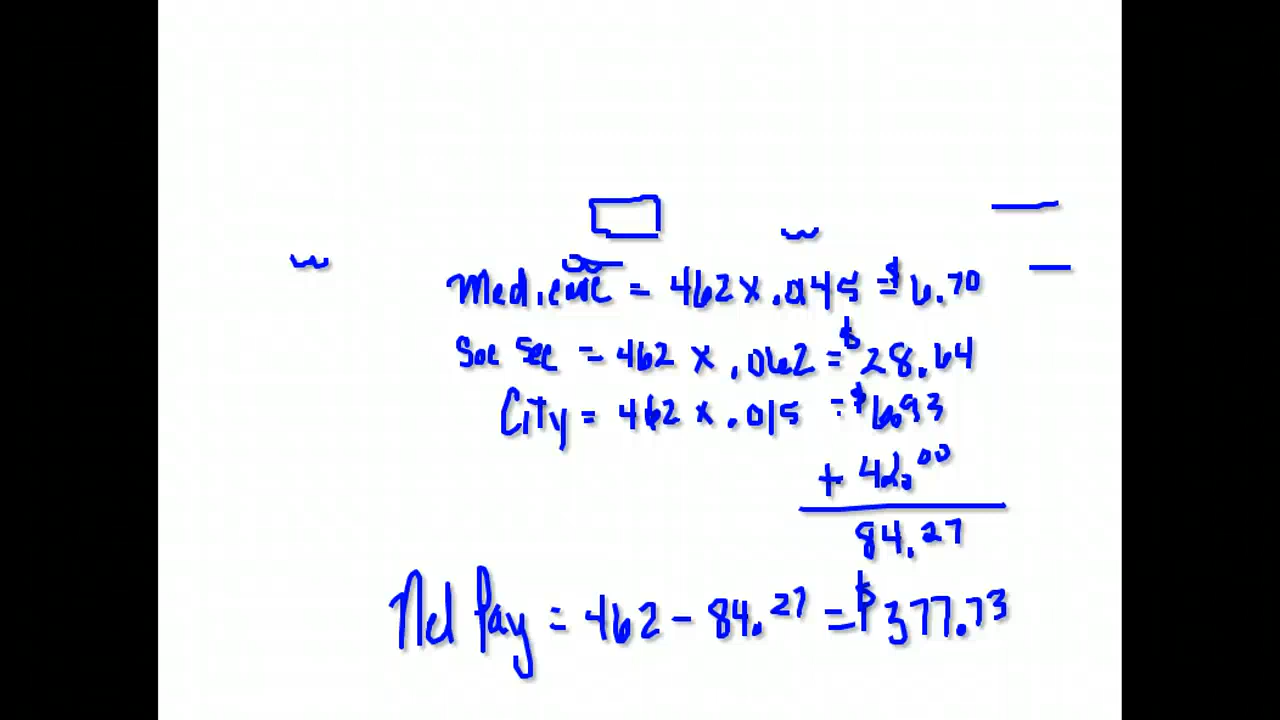 Medicare = 462 x .0145 = $6.70
Soc Sec = 462 x .062 = $28.64
City = 462 x .015 = $6.93
+ 42.00
84.27
Net Pay = 462 - 84.27 = $377.73